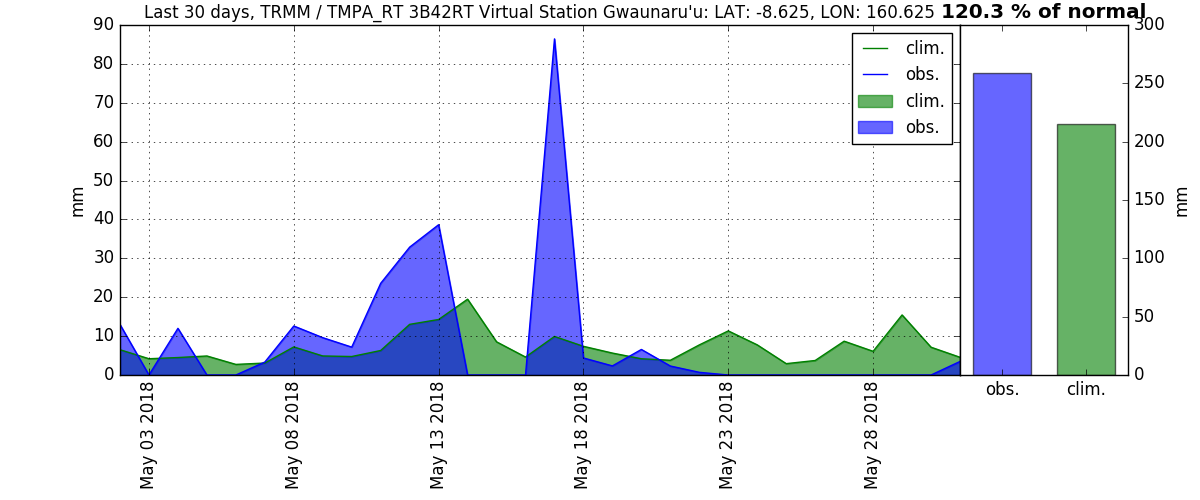 Last 30 days, TRMM / TMPA_RT 3B42RT Virtual Station Gwaunaru'u: LAT: -8.625, LON: 160.625 120.3 % of normal
90
80
70
60
50
40
30
20
10
0
mm
clim.
obs.
clim.
obs.
300
250
200
150
100
50
0
mm
obs.
clim.
May 03 2018
May 08 2018
May 13 2018
May 18 2018
May 23 2018
May 28 2018